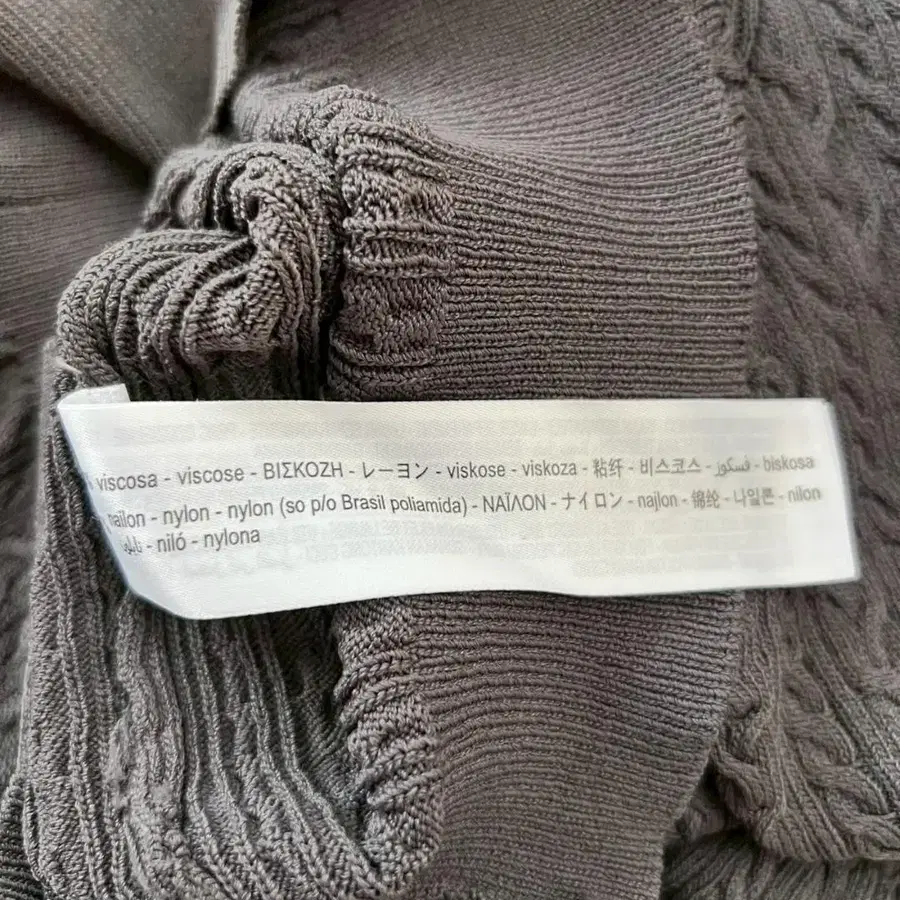 viscosa - viscose - ΒΙΣΚΟΖΗ - レーヨン - viskose - viskoza - 粘纤 - 비스코스 - فسكوز - biskosa
nailon - nylon - nylon (so p/o Brasil poliamida) - ΝΑΪΛΟΝ - ナイロン - najlon - 锦纶 - 나일론 - nilon
نايلون - niló - nylona